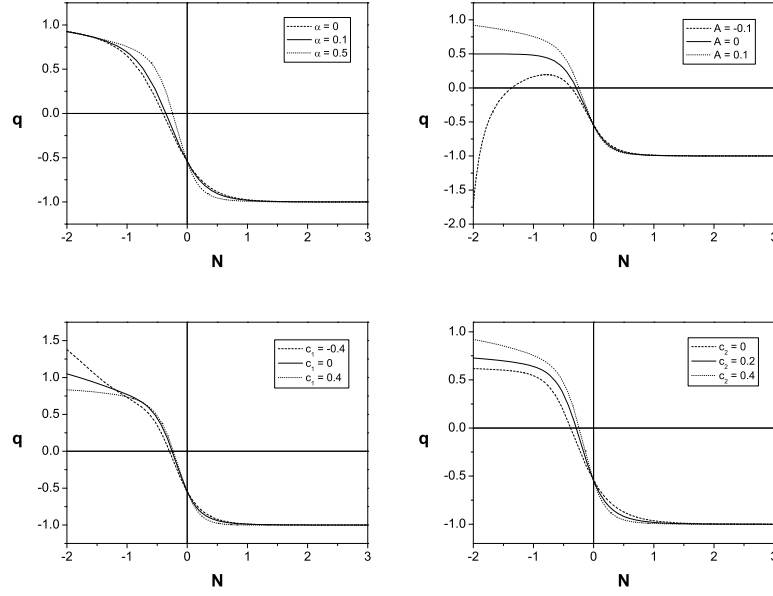 1.0
0.5
0.0
-0.5
-1.0
q
-2 -1 0 1 2 3
N
α = 0
α = 0.1
α = 0.5
1.0
0.5
0.0
-0.5
-1.0
-1.5
-2.0
q
-2 -1 0 1 2 3
N
A = -0.1
A = 0
A = 0.1
1.5
1.0
0.5
0.0
-0.5
-1.0
q
-2 -1 0 1 2 3
N
c₁ = -0.4
c₁ = 0
c₁ = 0.4
1.0
0.5
0.0
-0.5
-1.0
q
-2 -1 0 1 2 3
N
c₂ = 0
c₂ = 0.2
c₂ = 0.4